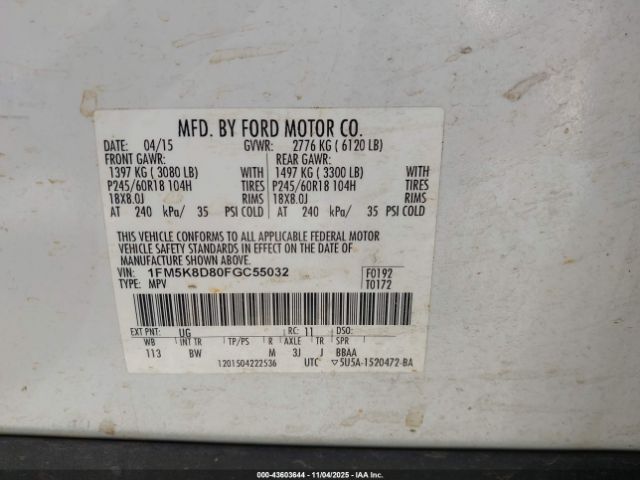 MFD. BY FORD MOTOR CO.
DATE: 04/15 GVWR: 2776 KG ( 6120 LB)
FRONT GAWR: REAR GAWR:
1397 KG ( 3080 LB) WITH 1497 KG ( 3300 LB) WITH
P245/60R18 104H TIRES P245/60R18 104H TIRES
18X8.0J RIMS 18X8.0J RIMS
AT 240 kPa/ 35 PSI COLD AT 240 kPa/ 35 PSI COLD
THIS VEHICLE CONFORMS TO ALL APPLICABLE FEDERAL MOTOR
VEHICLE SAFETY STANDARDS IN EFFECT ON THE DATE OF
MANUFACTURE SHOWN ABOVE.
VIN: 1FM5K8D80FGC55032 F0192
TYPE: MPV T0172
EXT PNT: UG RC: 11 DSO:
WB INT TR TP/PS R AXLE TR SPR
113 BW M 3J J BBAA
1201504222536 UTC ▽5U5A-1520472-BA
000-43603644 - 11/04/2025 - IAA, Inc.